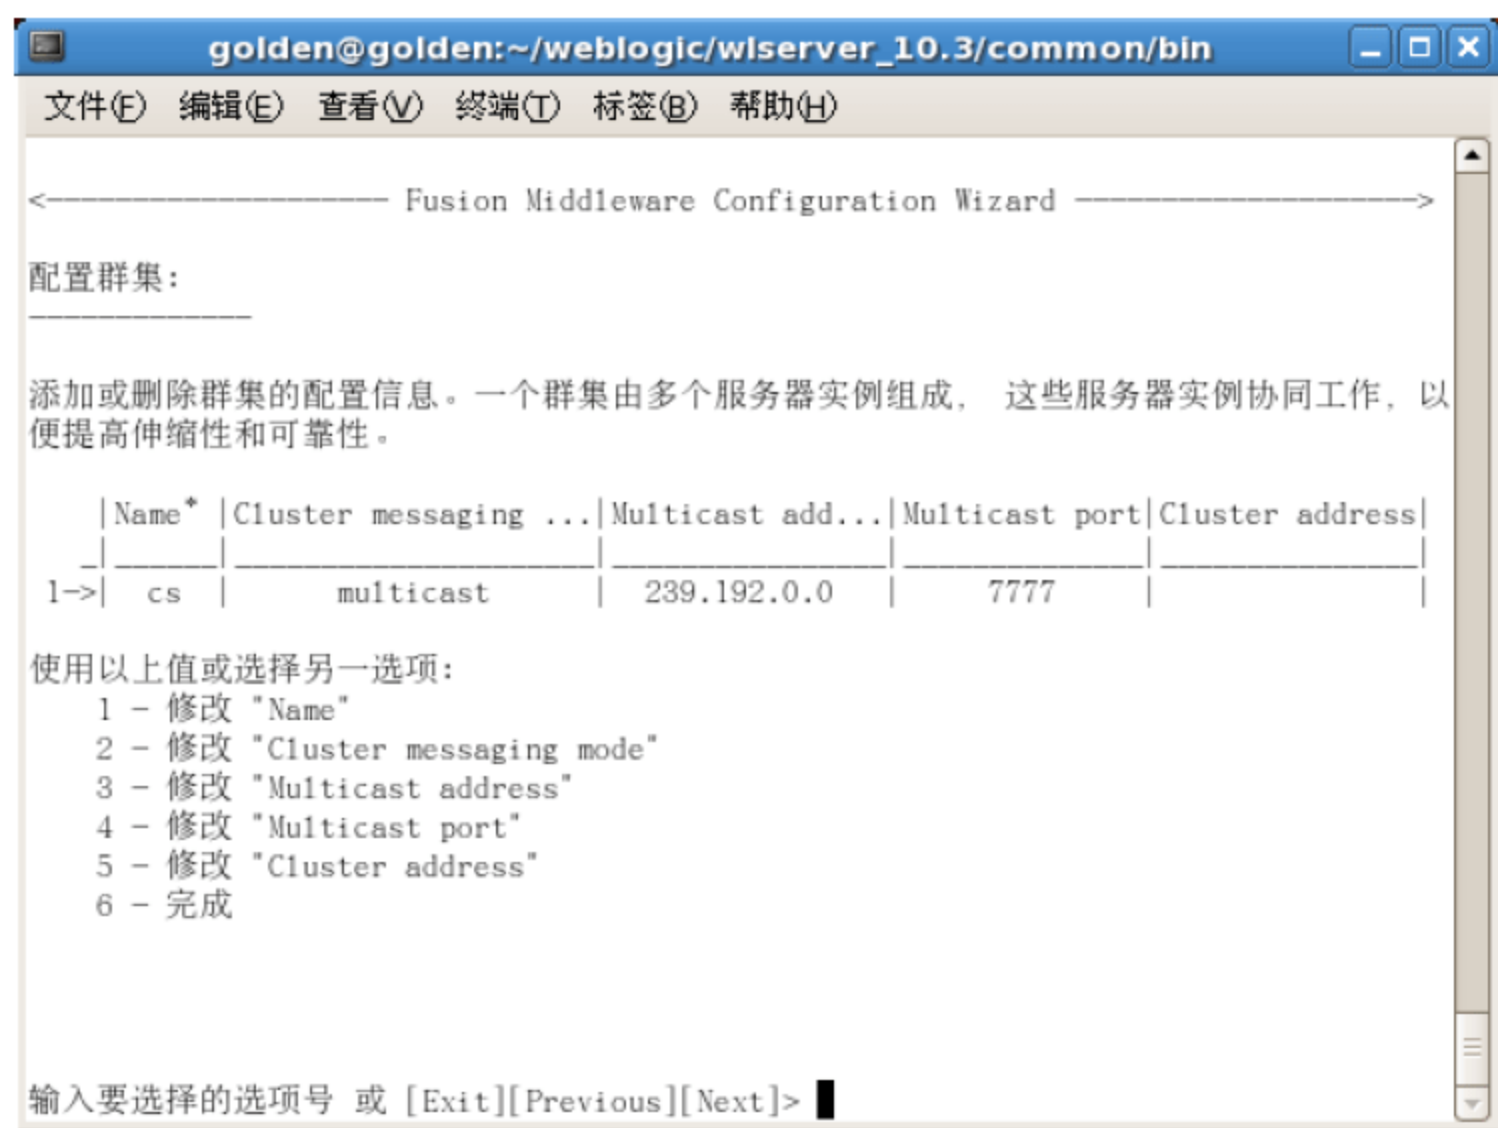 golden@golden:~/weblogic/wlserver_10.3/common/bin
文件(F) 编辑(E) 查看(V) 终端(T) 标签(B) 帮助(H)
<------------------- Fusion Middleware Configuration Wizard ------------------->
配置群集:
-------------
添加或删除群集的配置信息。一个群集由多个服务器实例组成, 这些服务器实例协同工作, 以
便提高伸缩性和可靠性。
|Name* |Cluster messaging ...|Multicast add...|Multicast port|Cluster address|
_|______|_____________________|________________|______________|_______________|
1->| cs | multicast | 239.192.0.0 | 7777 | |
使用以上值或选择另一选项:
1 - 修改 "Name"
2 - 修改 "Cluster messaging mode"
3 - 修改 "Multicast address"
4 - 修改 "Multicast port"
5 - 修改 "Cluster address"
6 - 完成
输入要选择的选项号 或 [Exit][Previous][Next]>